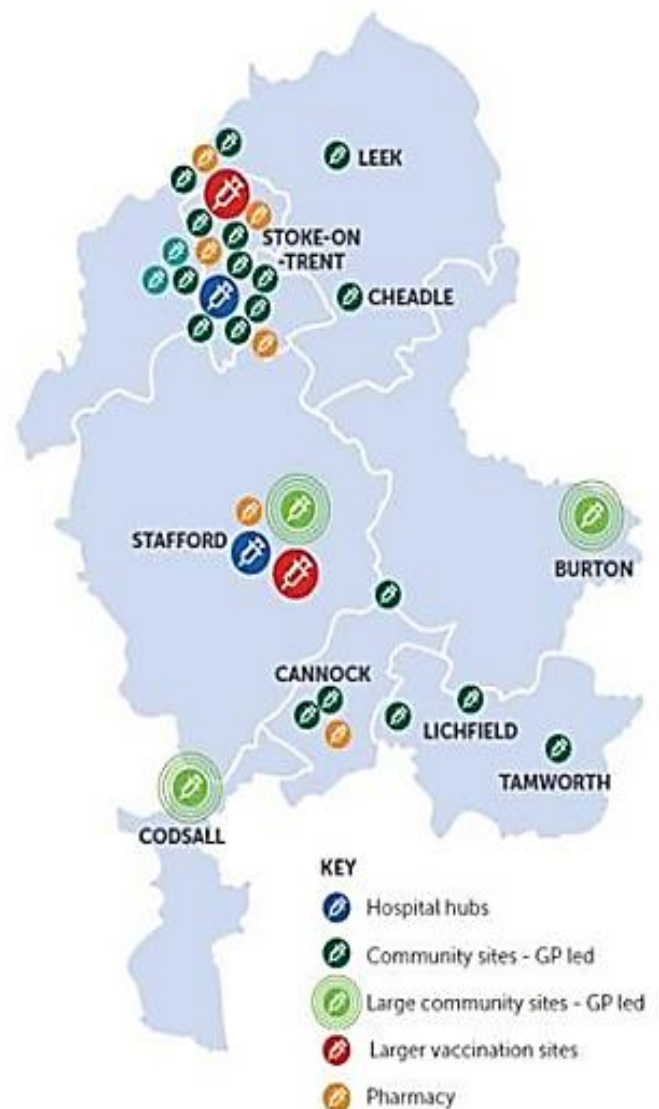 LEEK
STOKE-ON
-TRENT
CHEADLE
STAFFORD
BURTON
CANNOCK
LICHFIELD
TAMWORTH
CODSALL
KEY
Hospital hubs
Community sites - GP led
Large community sites - GP led
Larger vaccination sites
Pharmacy